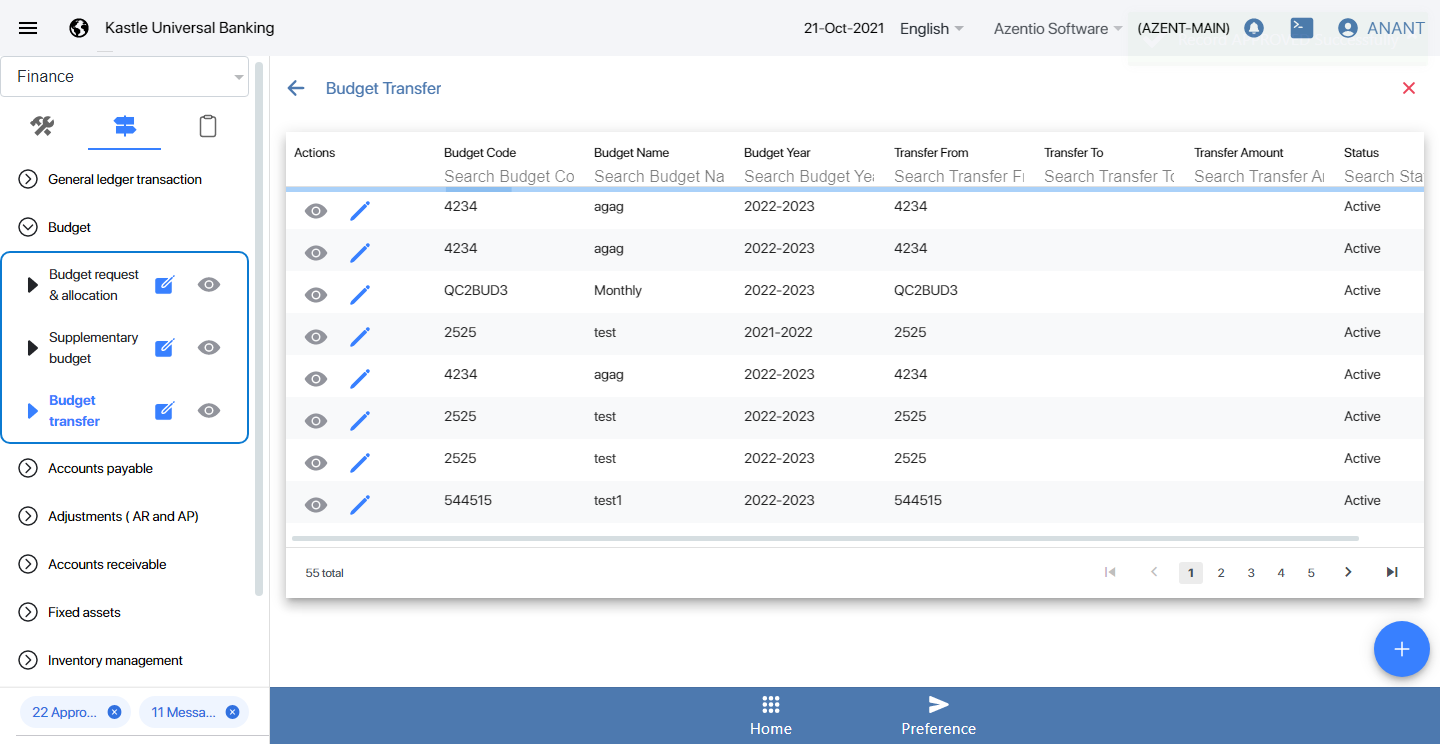 Kastle Universal Banking
21-Oct-2021 English Azentio Software (AZENT-MAIN) ANANT
Finance
General ledger transaction
Budget
Budget request
& allocation
Supplementary
budget
Budget
transfer
Accounts payable
Adjustments ( AR and AP)
Accounts receivable
Fixed assets
Inventory management
22 Appro...
11 Messa...
Budget Transfer
Actions Budget Code Budget Name Budget Year Transfer From Transfer To Transfer Amount Status
Search Budget Co Search Budget Na Search Budget Ye Search Transfer Fr Search Transfer To Search Transfer Ar Search Sta
4234 agag 2022-2023 4234 Active
4234 agag 2022-2023 4234 Active
QC2BUD3 Monthly 2022-2023 QC2BUD3 Active
2525 test 2021-2022 2525 Active
4234 agag 2022-2023 4234 Active
2525 test 2022-2023 2525 Active
2525 test 2022-2023 2525 Active
544515 test1 2022-2023 544515 Active
55 total
1 2 3 4 5
Home Preference